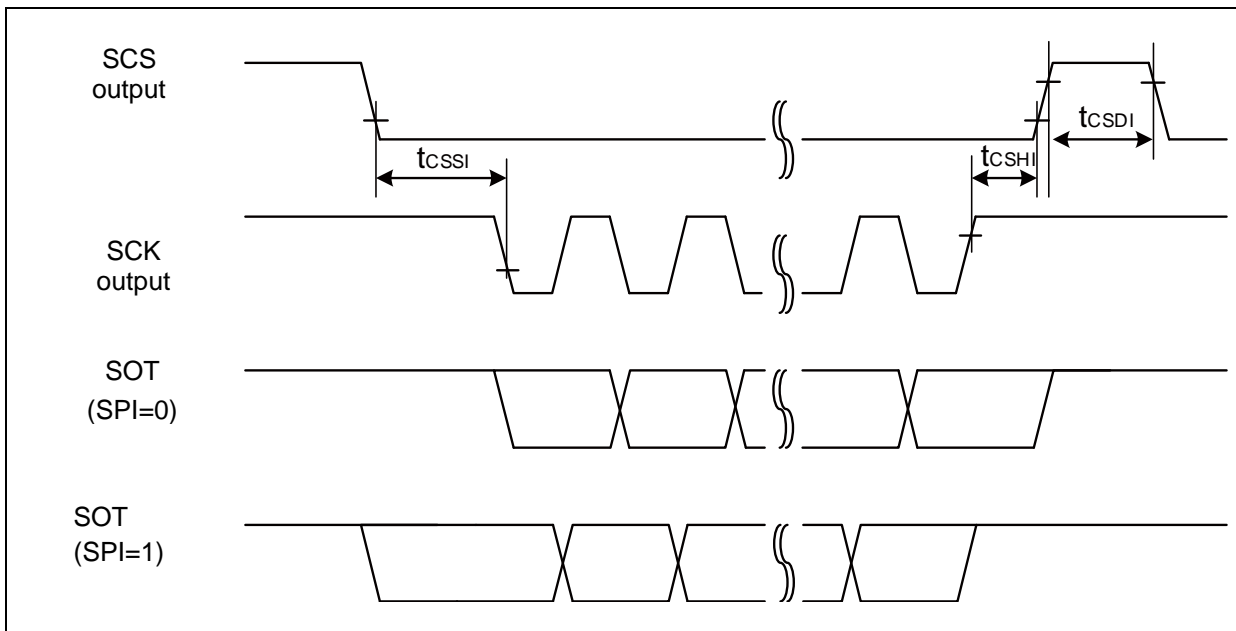 SCS
output
tCSDI
tCSSI
tCSHI
SCK
output
SOT
(SPI=0)
SOT
(SPI=1)